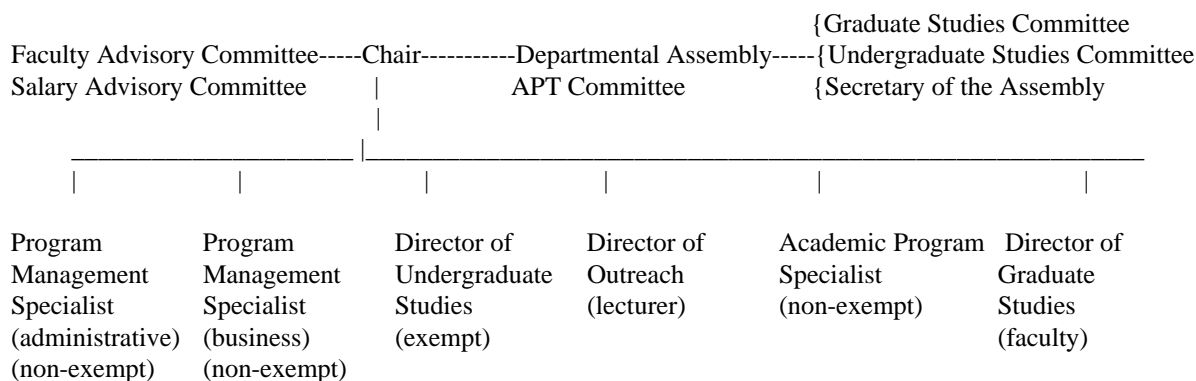 {Graduate Studies Committee
Faculty Advisory Committee-----Chair-----------Departmental Assembly-----{Undergraduate Studies Committee
Salary Advisory Committee | APT Committee {Secretary of the Assembly
|
_____________________ |__________________________________________________________
| | | | | |
Program Program Director of Director of Academic Program Director of
Management Management Undergraduate Outreach Specialist Graduate
Specialist Specialist Studies (lecturer) (non-exempt) Studies
(administrative) (business) (exempt) (faculty)
(non-exempt) (non-exempt)